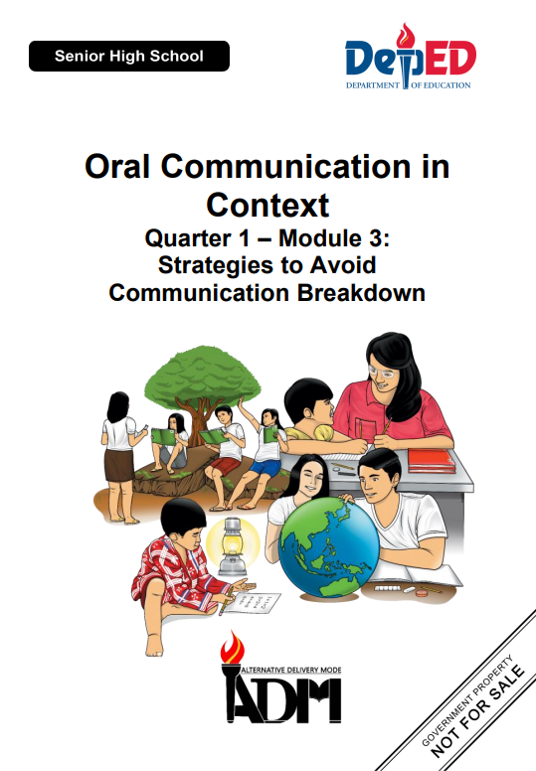 Senior High School
DepED
DEPARTMENT OF EDUCATION
Oral Communication in
Context
Quarter 1 – Module 3:
Strategies to Avoid
Communication Breakdown
ALTERNATIVE DELIVERY MODE
ADM
GOVERNMENT PROPERTY
NOT FOR SALE